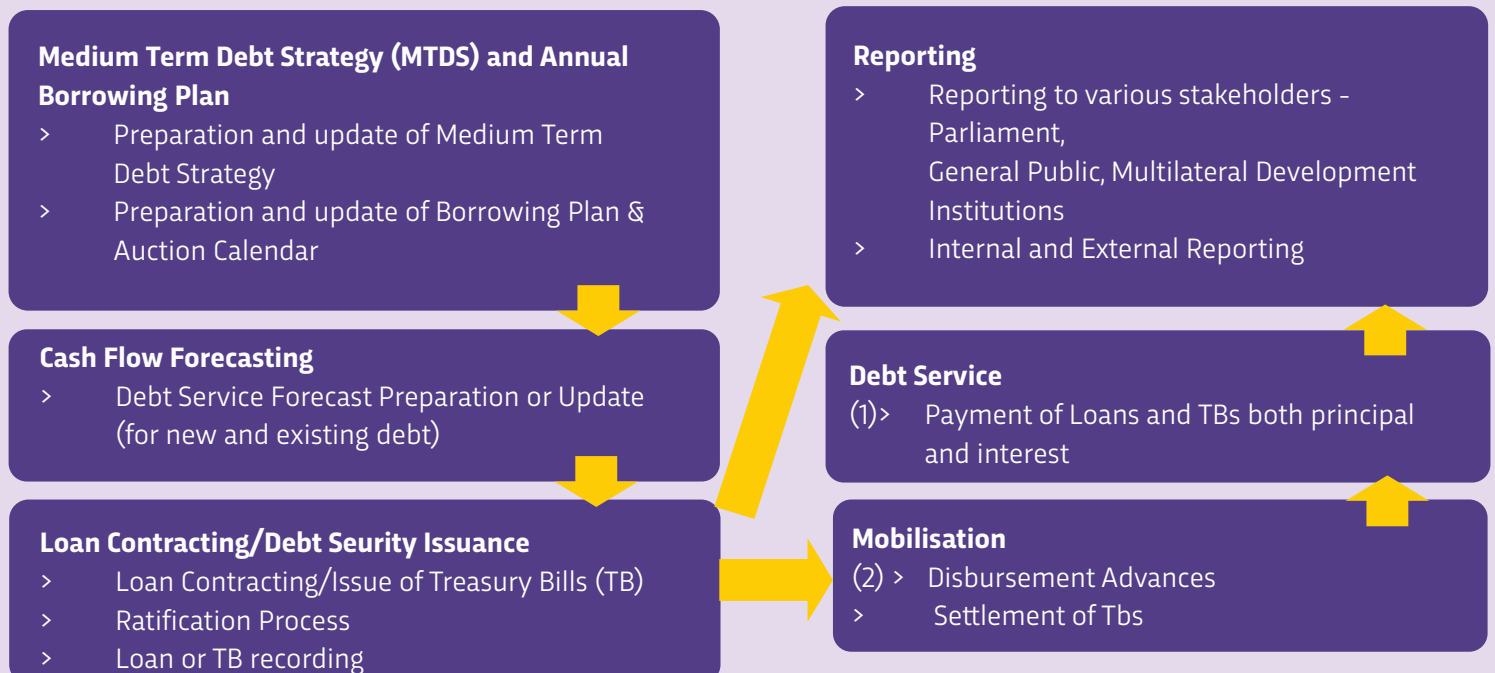 Medium Term Debt Strategy (MTDS) and Annual
Borrowing Plan
> Preparation and update of Medium Term
Debt Strategy
> Preparation and update of Borrowing Plan &
Auction Calendar
Cash Flow Forecasting
> Debt Service Forecast Preparation or Update
(for new and existing debt)
Loan Contracting/Debt Seurity Issuance
> Loan Contracting/Issue of Treasury Bills (TB)
> Ratification Process
> Loan or TB recording
Reporting
> Reporting to various stakeholders -
Parliament,
General Public, Multilateral Development
Institutions
> Internal and External Reporting
Debt Service
(1)> Payment of Loans and TBs both principal
and interest
Mobilisation
(2) > Disbursement Advances
> Settlement of Tbs